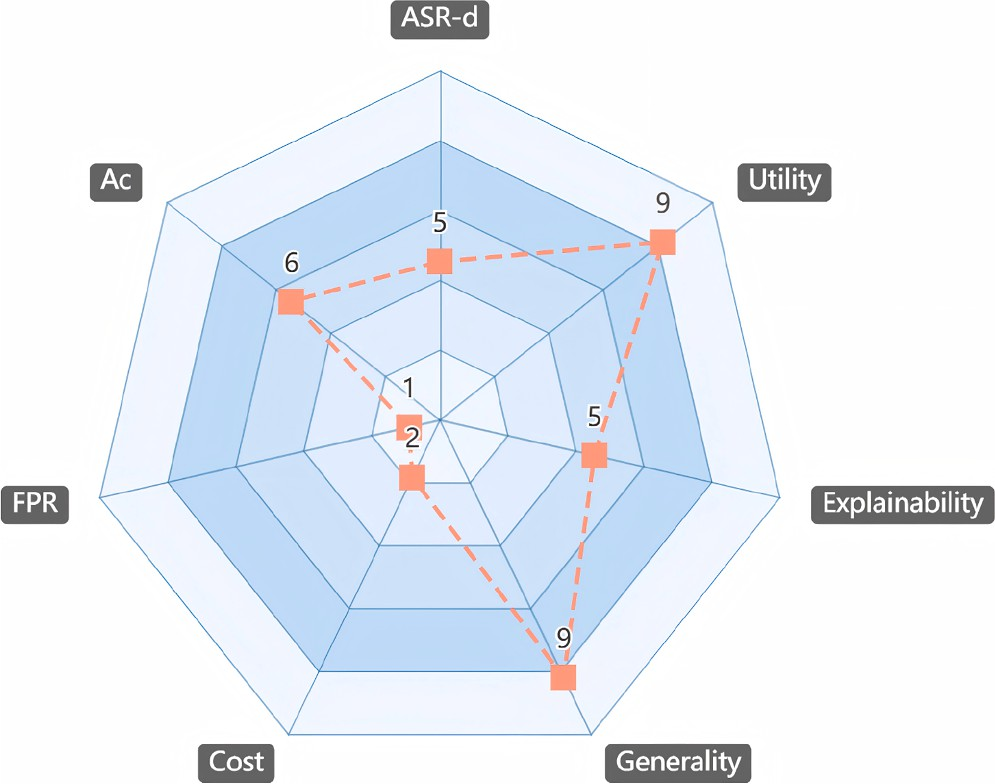 ASR-d
Ac
Utility
9
5
6
1
5
2
FPR
Explainability
9
Cost
Generality